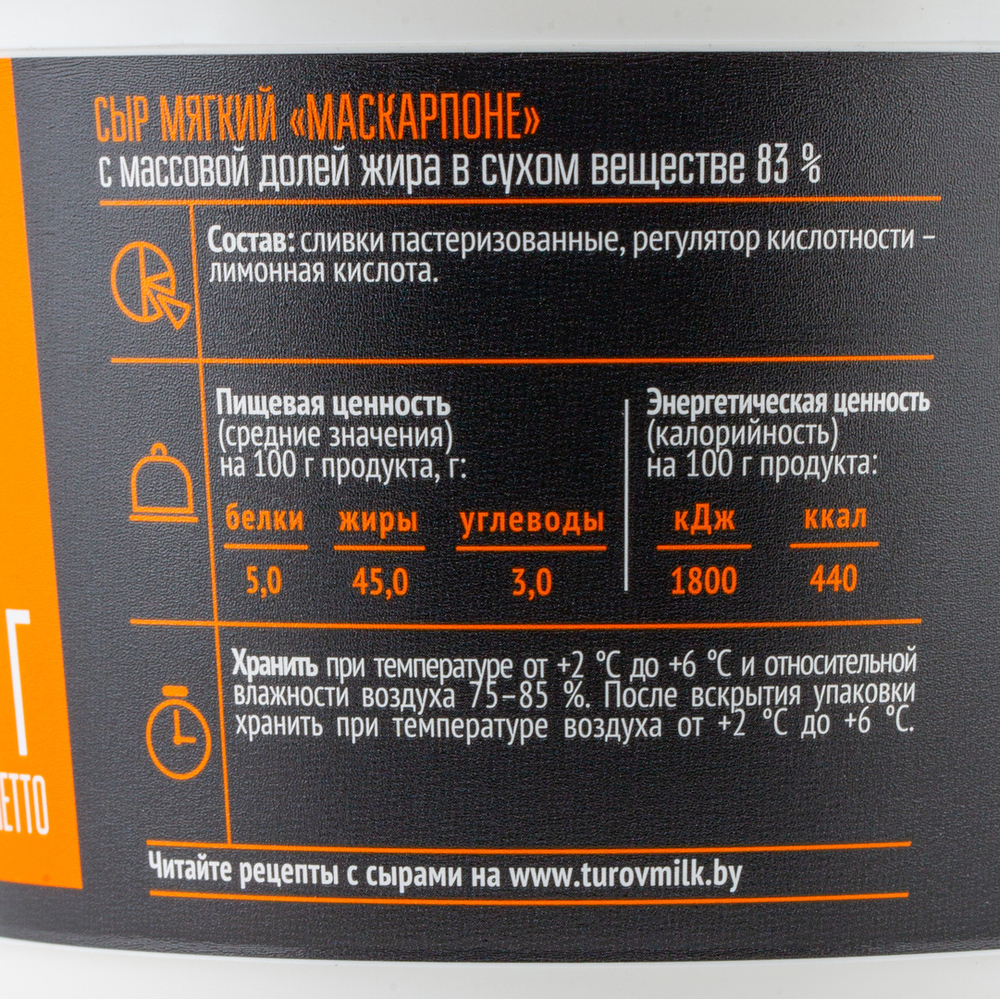 СЫР МЯГКИЙ «МАСКАРПОНЕ»
с массовой долей жира в сухом веществе 83 %
Состав: сливки пастеризованные, регулятор кислотности –
лимонная кислота.
Пищевая ценность
(средние значения)
на 100 г продукта, г:
белки жиры углеводы
5,0 45,0 3,0
Энергетическая ценность
(калорийность)
на 100 г продукта:
кДж ккал
1800 440
Хранить при температуре от +2 °С до +6 °С и относительной
влажности воздуха 75–85 %. После вскрытия упаковки
хранить при температуре воздуха от +2 °С до +6 °С.
Читайте рецепты с сырами на www.turovmilk.by
Г